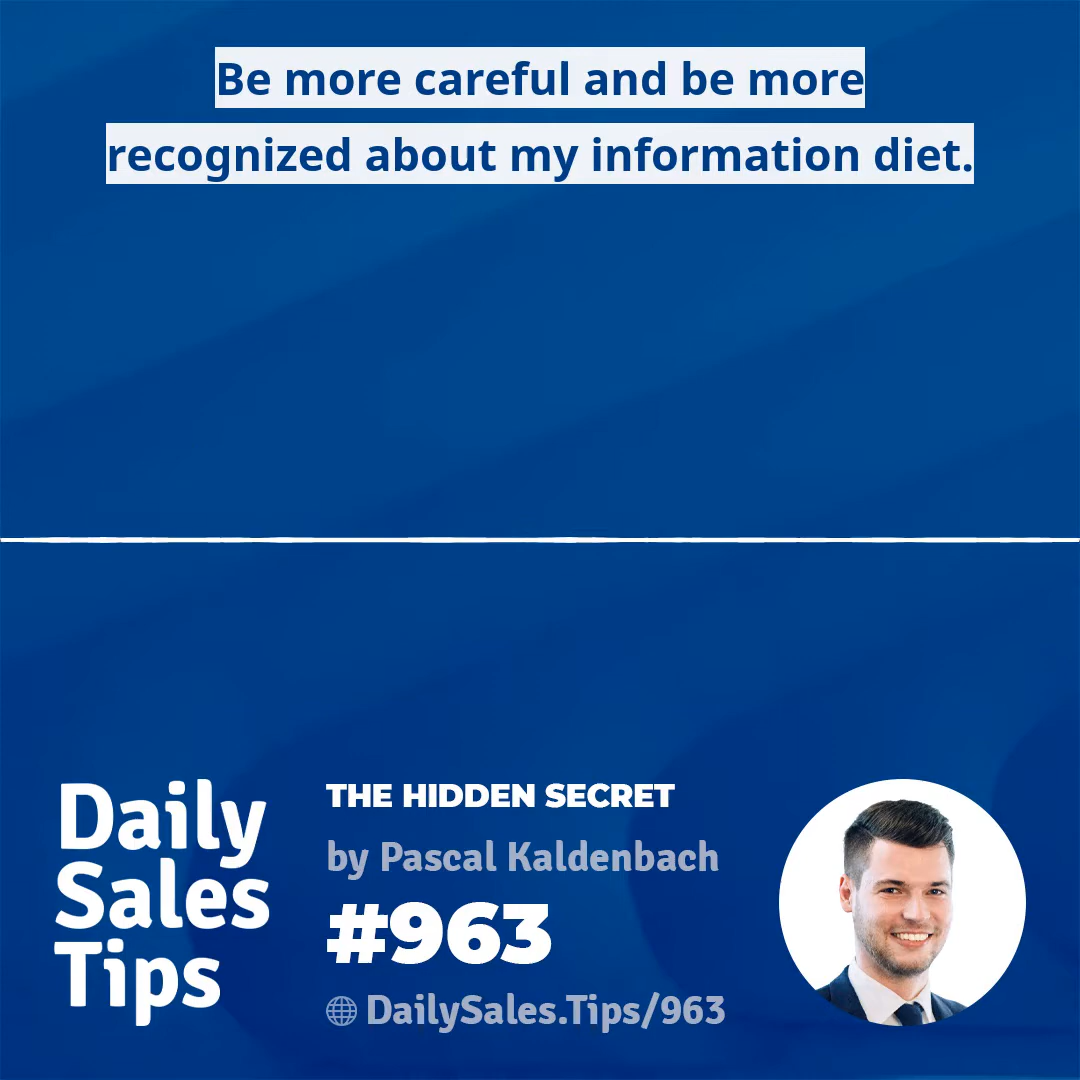 Be more careful and be more
recognized about my information diet.
Daily
Sales
Tips
THE HIDDEN SECRET
by Pascal Kaldenbach
#963
DailySales.Tips/963